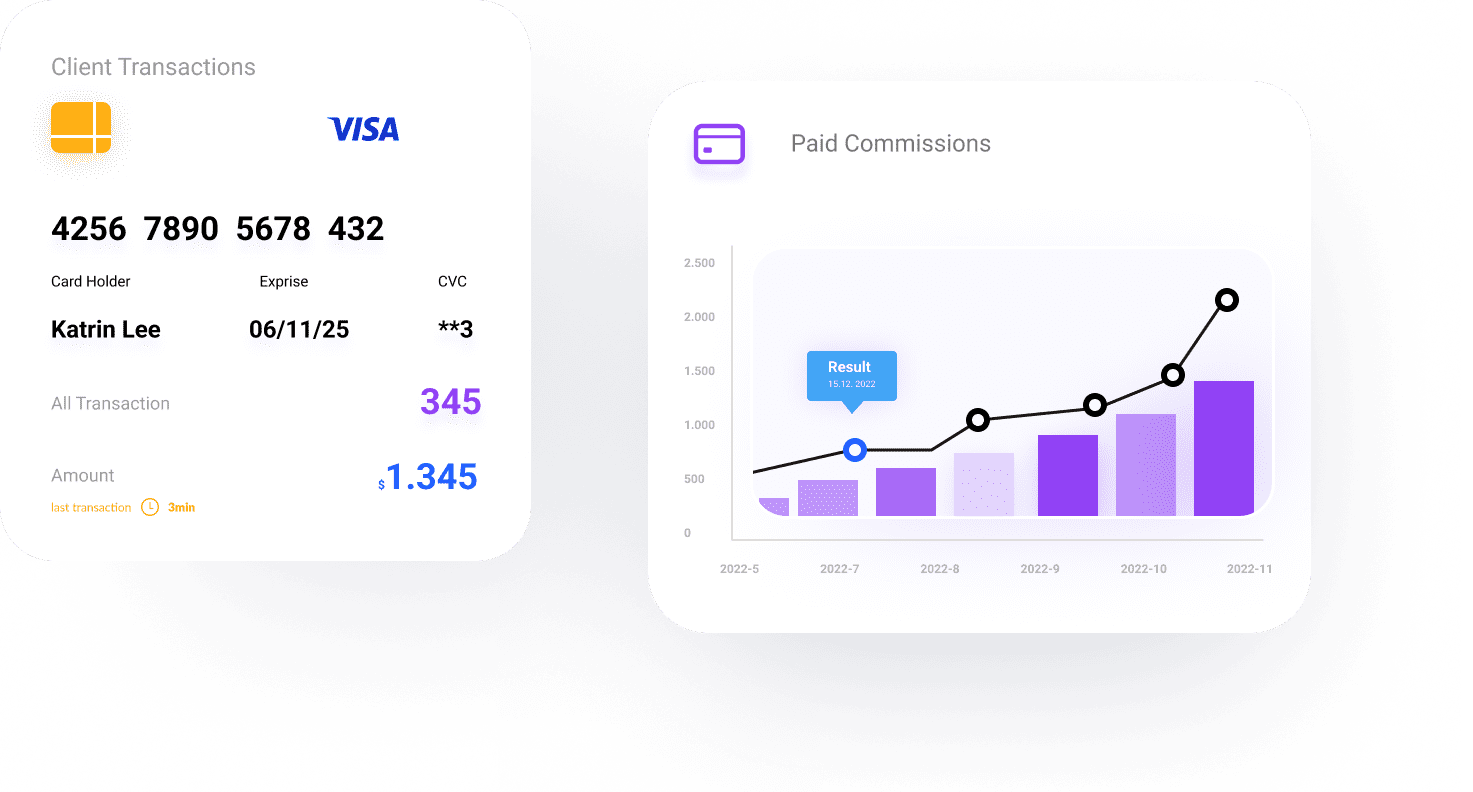 Client Transactions
VISA
4256 7890 5678 432
Card Holder Exprise CVC
Katrin Lee 06/11/25 **3
All Transaction 345
Amount $1.345
last transaction 3min
Paid Commissions
2.500
2.000
1.500
1.000
500
0
Result
15.12. 2022
2022-5 2022-7 2022-8 2022-9 2022-10 2022-11